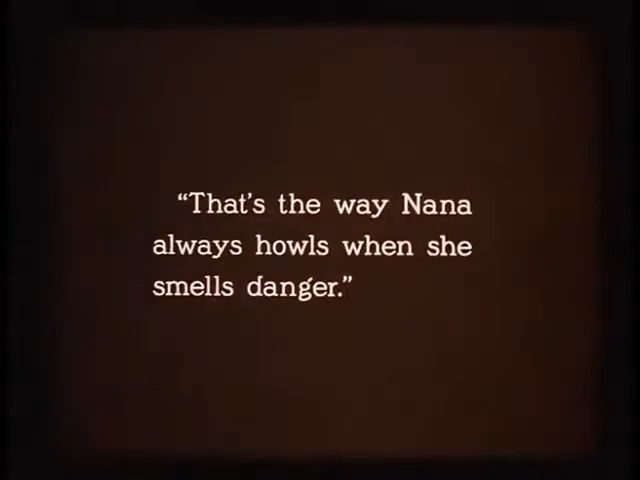 “That's the way Nana
always howls when she
smells danger.”